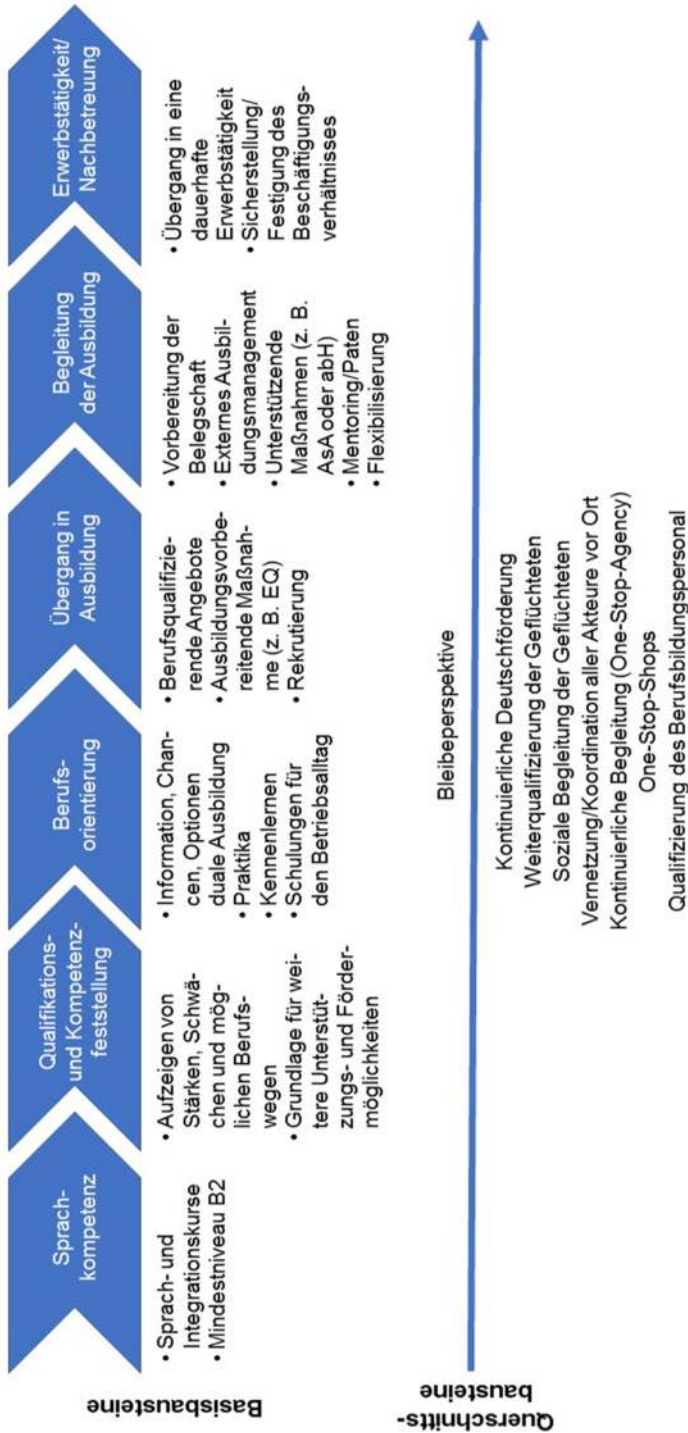 Basisbausteine
Sprach-
kompetenz
• Sprach- und
Integrationskurse
• Mindestniveau B2
Qualifikations-
und Kompetenz-
feststellung
• Aufzeigen von
Stärken, Schwä-
chen und mög-
lichen Berufs-
wegen
• Grundlage für wei-
tere Unterstüt-
zungs- und Förder-
möglichkeiten
Berufs-
orientierung
• Information, Chan-
cen, Optionen
duale Ausbildung
• Praktika
• Kennenlernen
• Schulungen für
den Betriebsalltag
Übergang in
Ausbildung
• Berufsqualifizie-
rende Angebote
• Ausbildungsvorbe-
reitende Maßnah-
me (z. B. EQ)
• Rekrutierung
Begleitung
der Ausbildung
• Vorbereitung der
Belegschaft
• Externes Ausbil-
dungsmanagement
• Unterstützende
Maßnahmen (z. B.
AsA oder abH)
• Mentoring/Paten
• Flexibilisierung
Erwerbstätigkeit/
Nachbetreuung
• Übergang in eine
dauerhafte
Erwerbstätigkeit
• Sicherstellung/
Festigung des
Beschäftigungs
verhältnisses
Querschnitts-
bausteine
Bleibeperspektive
Kontinuierliche Deutschförderung
Weiterqualifizierung der Geflüchteten
Soziale Begleitung der Geflüchteten
Vernetzung/Koordination aller Akteure vor Ort
Kontinuierliche Begleitung (One-Stop-Agency)
One-Stop-Shops
Qualifizierung des Berufsbildungspersonal